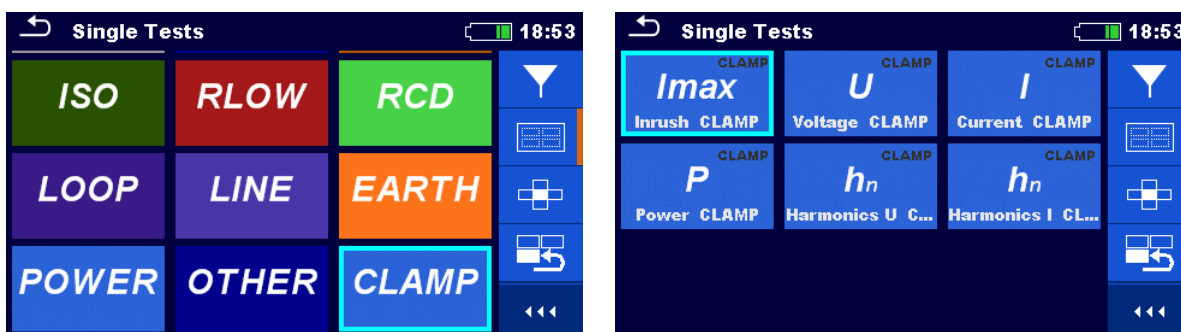 Single Tests 18:53
ISO RLOW RCD
LOOP LINE EARTH
POWER OTHER CLAMP
Single Tests 18:53
CLAMP CLAMP CLAMP
Imax U I
Inrush CLAMP Voltage CLAMP Current CLAMP
CLAMP CLAMP CLAMP
P hn hn
Power CLAMP Harmonics U C... Harmonics I CL...